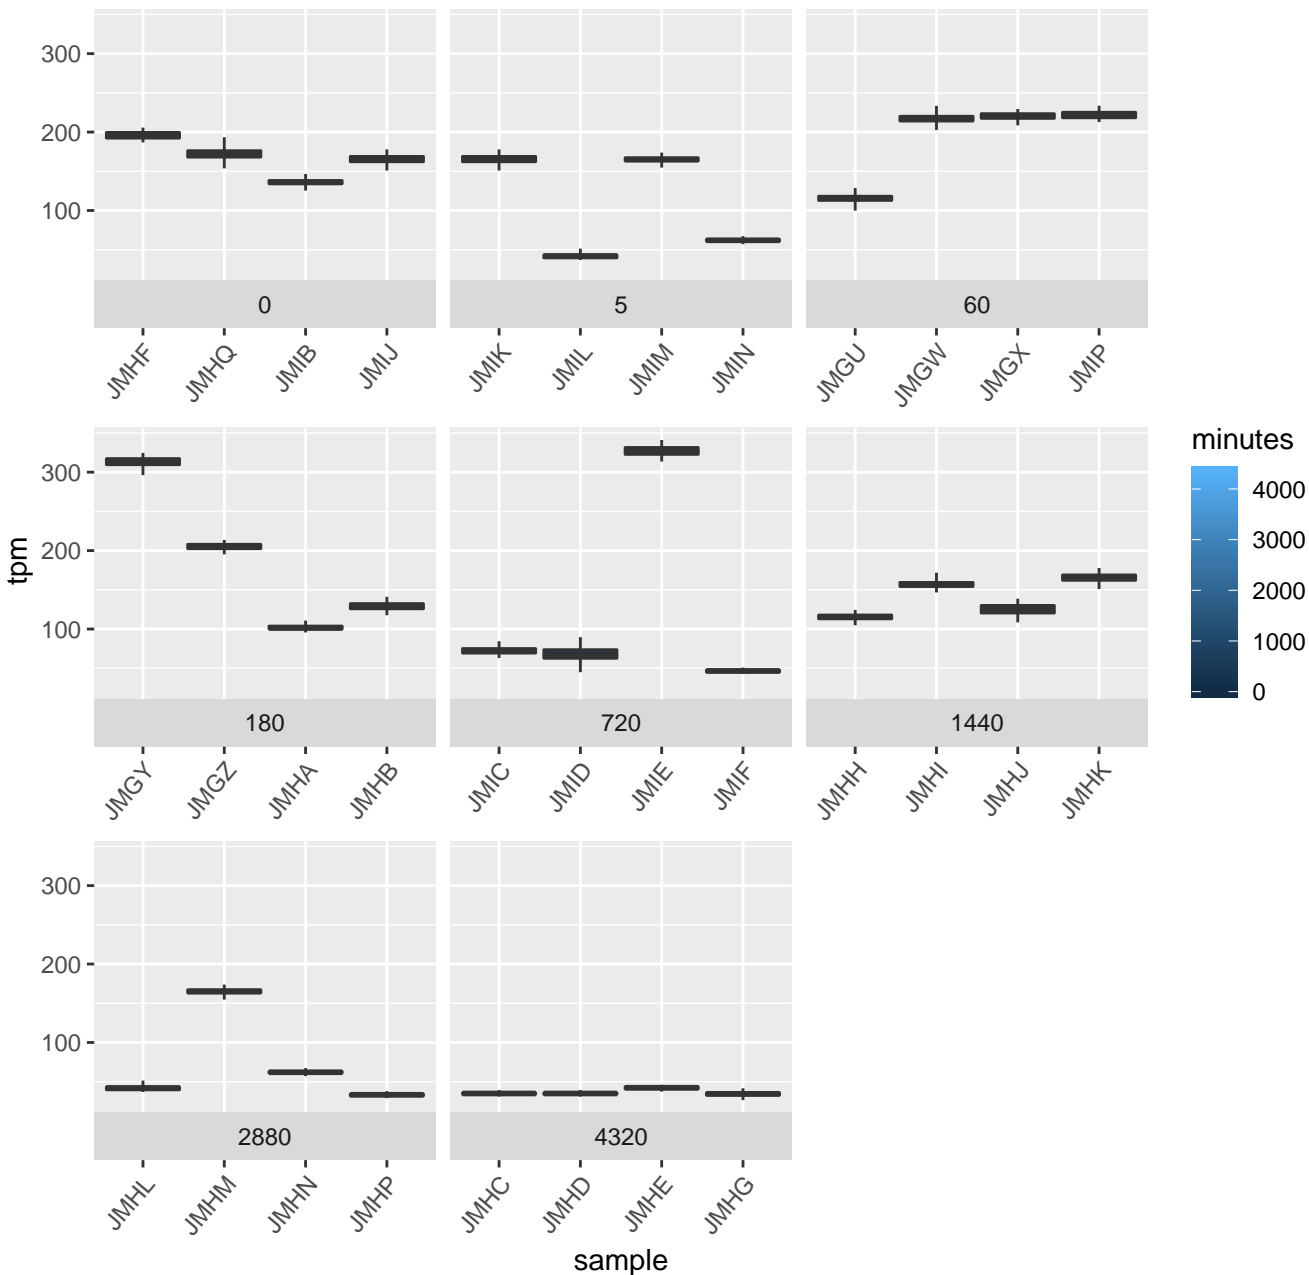 300
200
100
0
5
60
JMHF
JMHQ
JMIB
JMIJ
JMIK
JMIL
JMIM
JMIN
JMGU
JMGW
JMGX
JMIP
tpm
300
200
100
180
720
1440
JMGY
JMGZ
JMHA
JMHB
JMIC
JMID
JMIE
JMIF
JMHH
JMHI
JMHJ
JMHK
minutes
4000
3000
2000
1000
0
300
200
100
2880
4320
JMHL
JMHM
JMHN
JMHP
JMHC
JMHD
JMHE
JMHG
sample